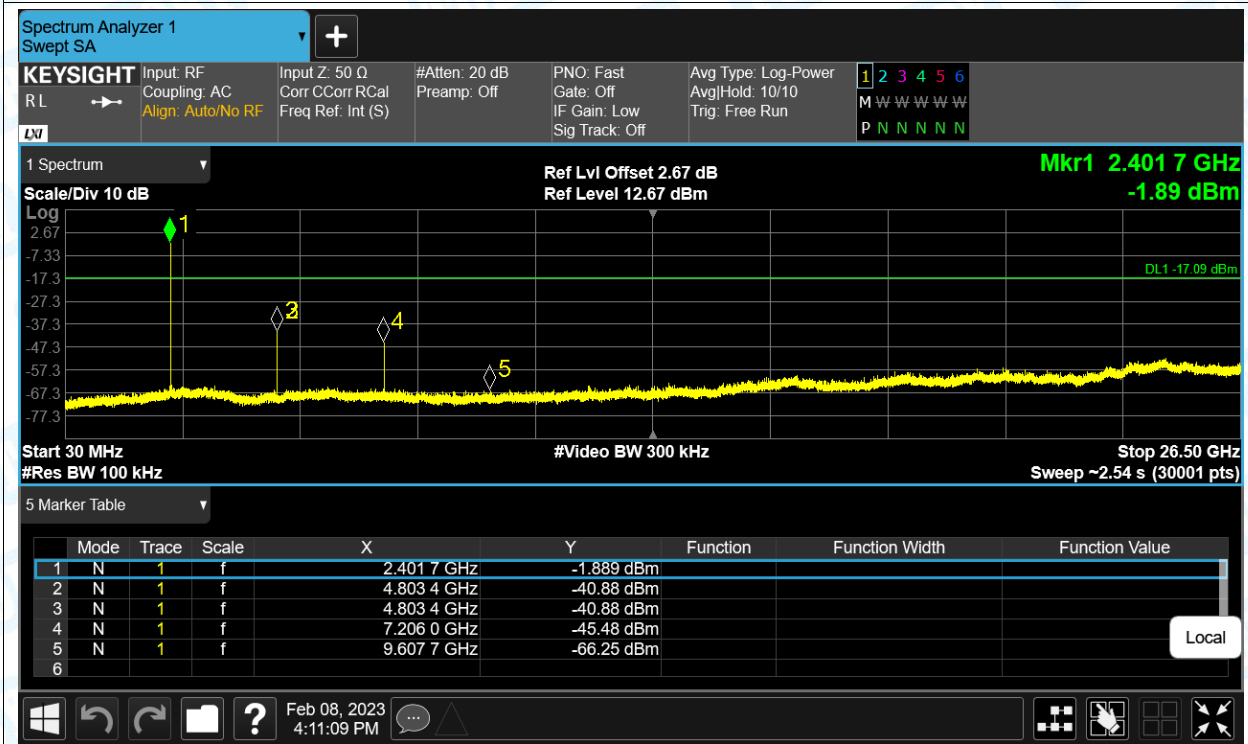 Spectrum Analyzer 1
Swept SA
KEYSIGHT
R L
LXI
Input: RF
Coupling: AC
Align: Auto/No RF
Input Z: 50 Ω
Corr CCorr RCal
Freq Ref: Int (S)
#Atten: 20 dB
Preamp: Off
PNO: Fast
Gate: Off
IF Gain: Low
Sig Track: Off
Avg Type: Log-Power
Avg|Hold: 10/10
Trig: Free Run
1 2 3 4 5 6
M W W W W W
P N N N N N
1 Spectrum
Scale/Div 10 dB
Ref Lvl Offset 2.67 dB
Ref Level 12.67 dBm
Mkr1 2.401 7 GHz
-1.89 dBm
Log
2.67
-7.33
-17.3
-27.3
-37.3
-47.3
-57.3
-67.3
-77.3
1
3
4
5
DL1 -17.09 dBm
Start 30 MHz
#Video BW 300 kHz
Stop 26.50 GHz
#Res BW 100 kHz
Sweep ~2.54 s (30001 pts)
5 Marker Table
Mode Trace Scale X Y Function Function Width Function Value
1 N 1 f 2.401 7 GHz -1.889 dBm
2 N 1 f 4.803 4 GHz -40.88 dBm
3 N 1 f 4.803 4 GHz -40.88 dBm
4 N 1 f 7.206 0 GHz -45.48 dBm
5 N 1 f 9.607 7 GHz -66.25 dBm
6
Local
?
Feb 08, 2023
4:11:09 PM